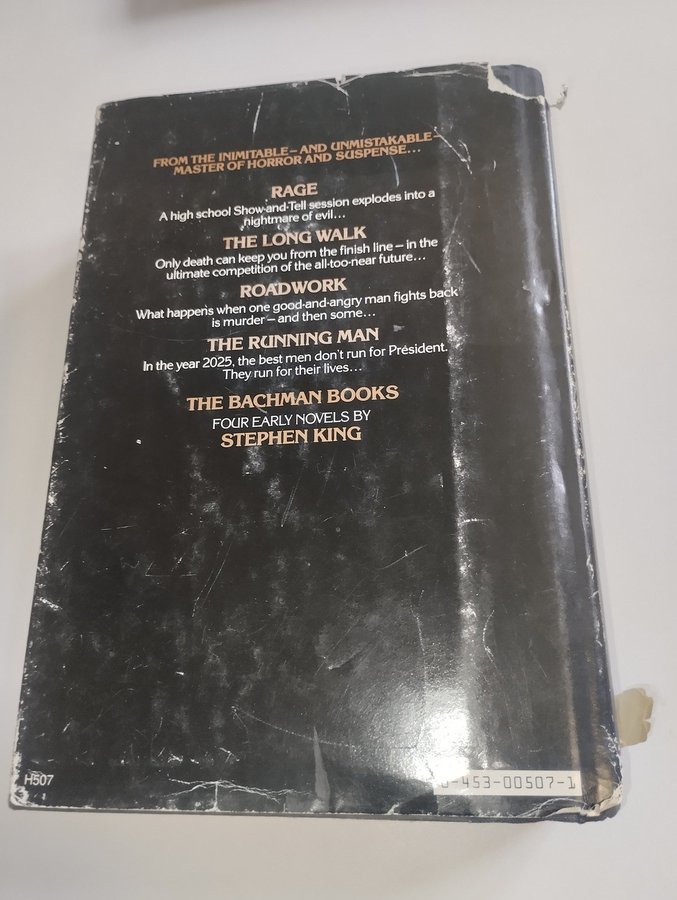 FROM THE INIMITABLE – AND UNMISTAKABLE –
MASTER OF HORROR AND SUSPENSE...
RAGE
A high school Show-and-Tell session explodes into a
nightmare of evil...
THE LONG WALK
Only death can keep you from the finish line – in the
ultimate competition of the all-too-near future...
ROADWORK
What happens when one good-and-angry man fights back
is murder – and then some...
THE RUNNING MAN
In the year 2025, the best men don't run for President.
They run for their lives...
THE BACHMAN BOOKS
FOUR EARLY NOVELS BY
STEPHEN KING
H507
-453-00507-1